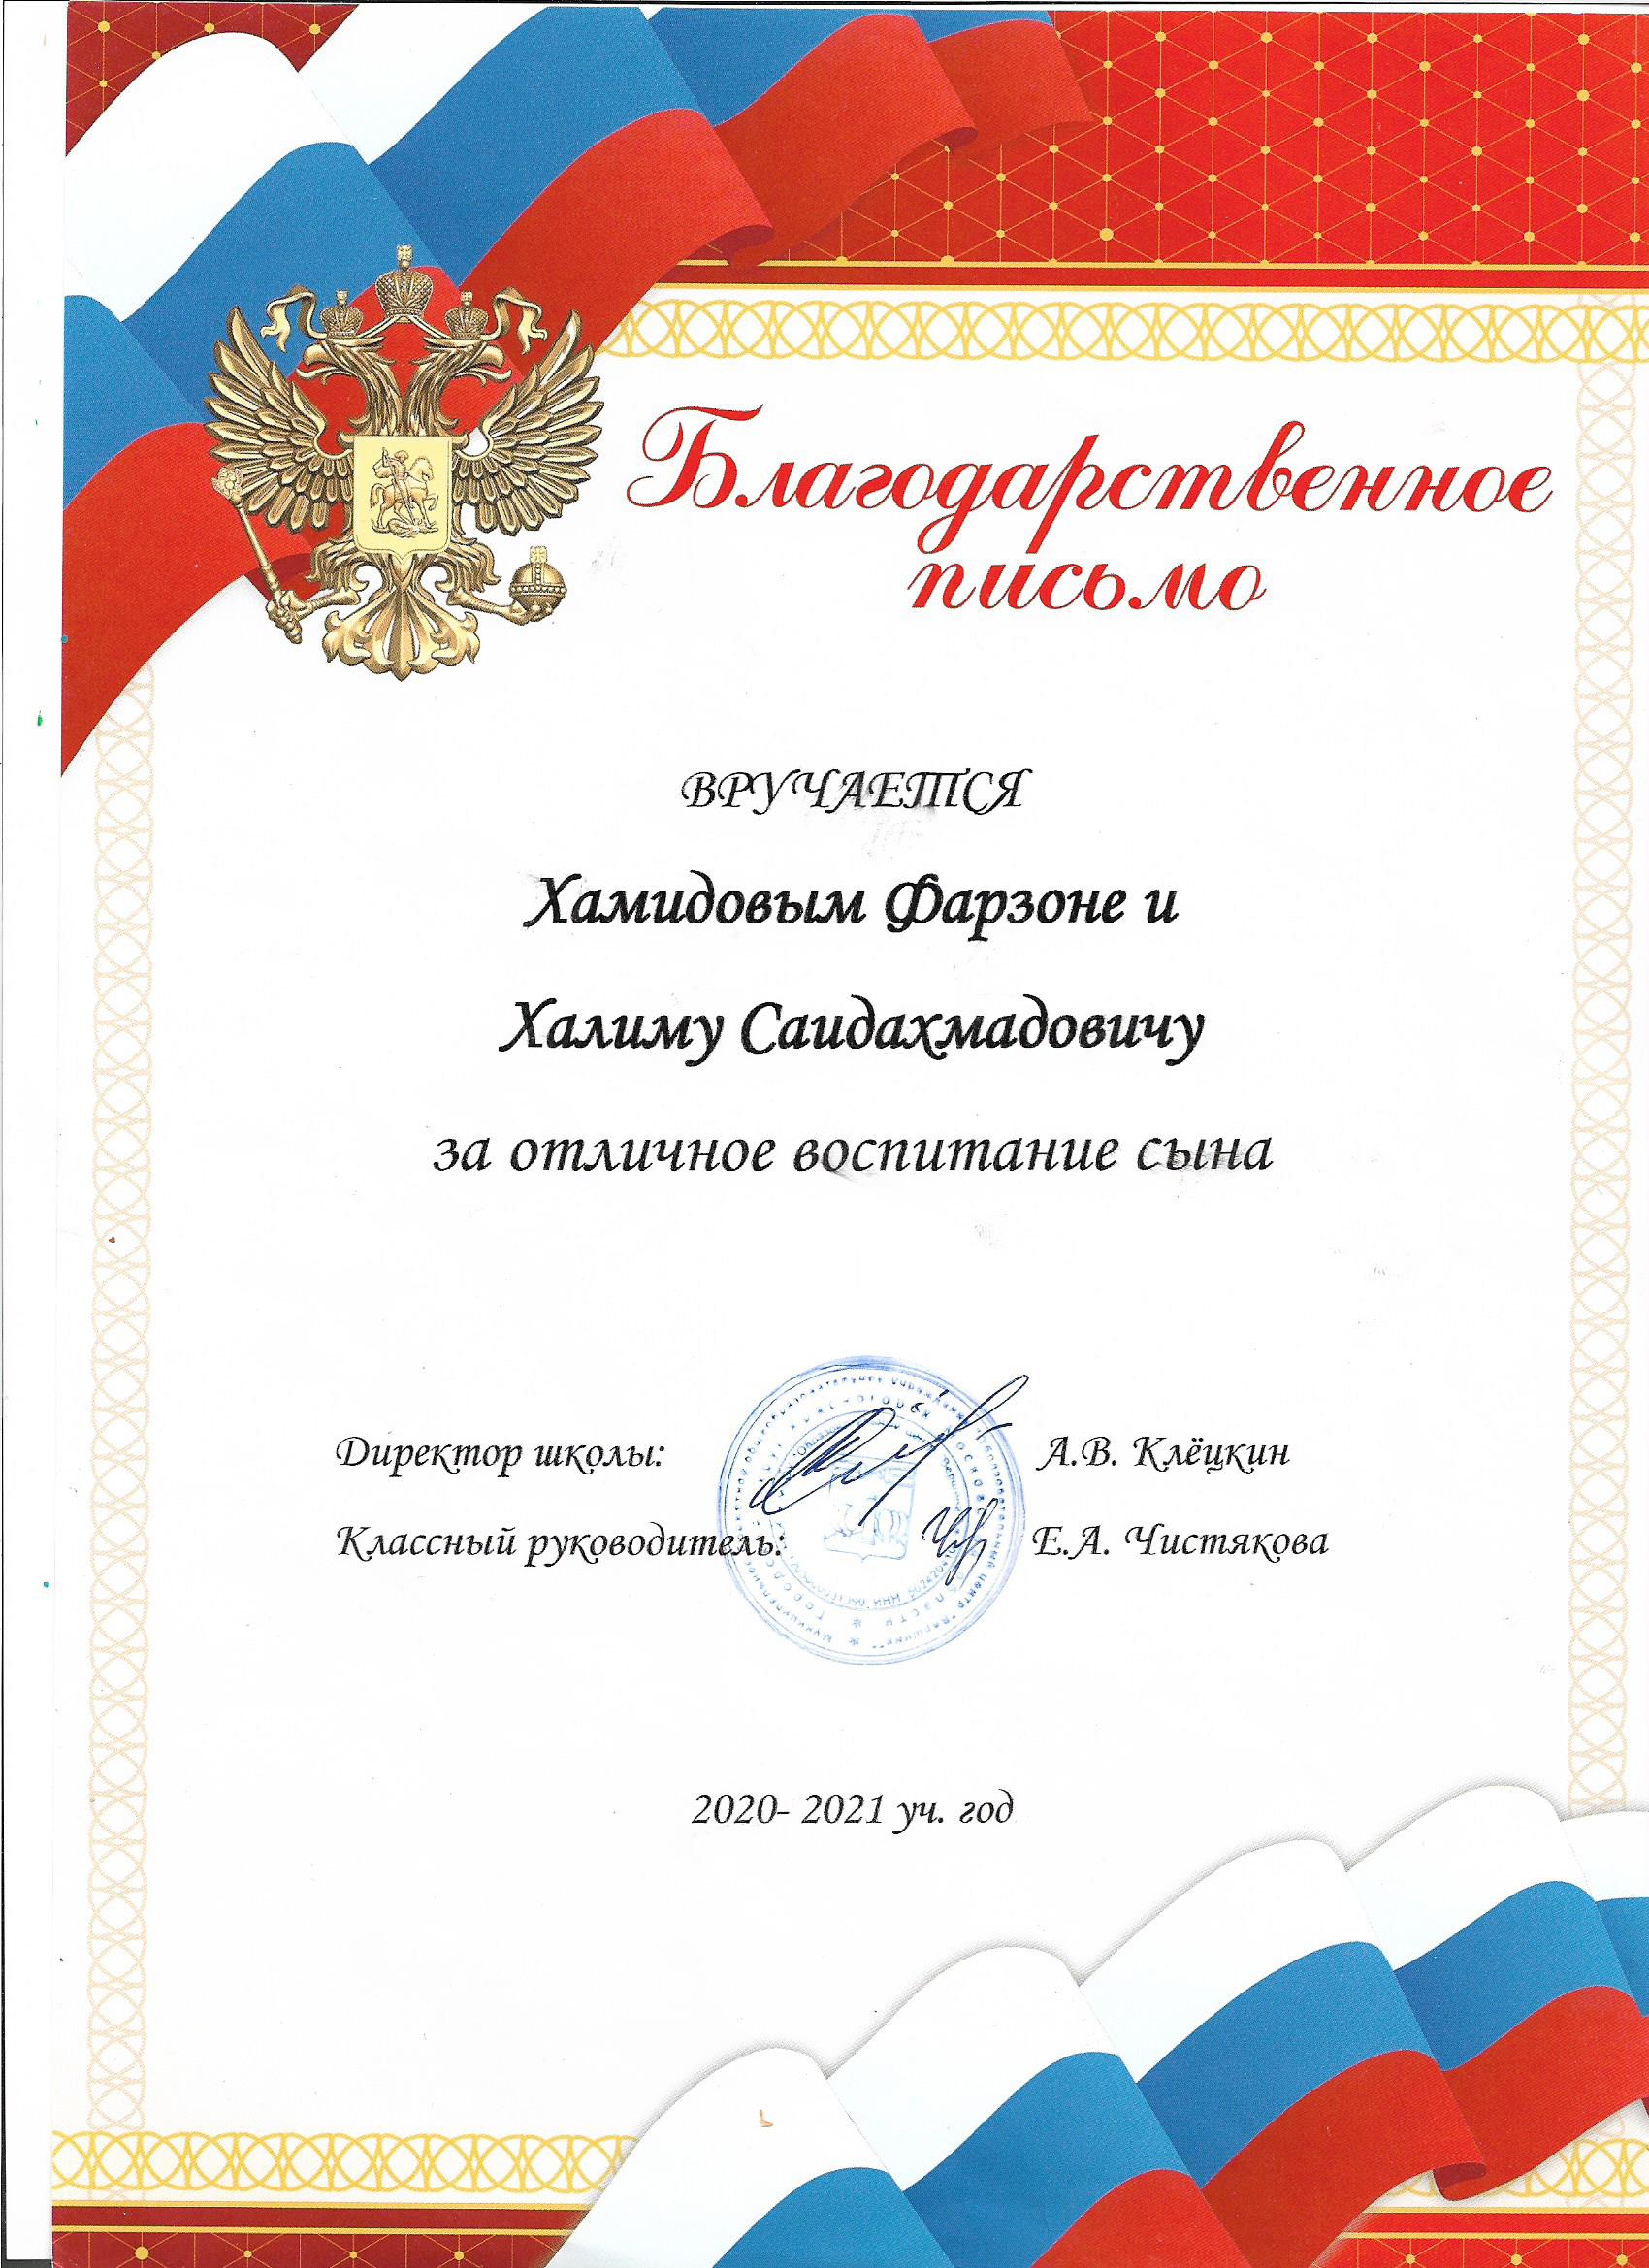 Благодарственное
письмо
ВРУЧАЕТСЯ
Хамидовым Фарзоне и
Халиму Саидахмадовичу
за отличное воспитание сына
Директор школы: А.В. Клёцкин
Классный руководитель: Е.А. Чистякова
2020- 2021 уч. год